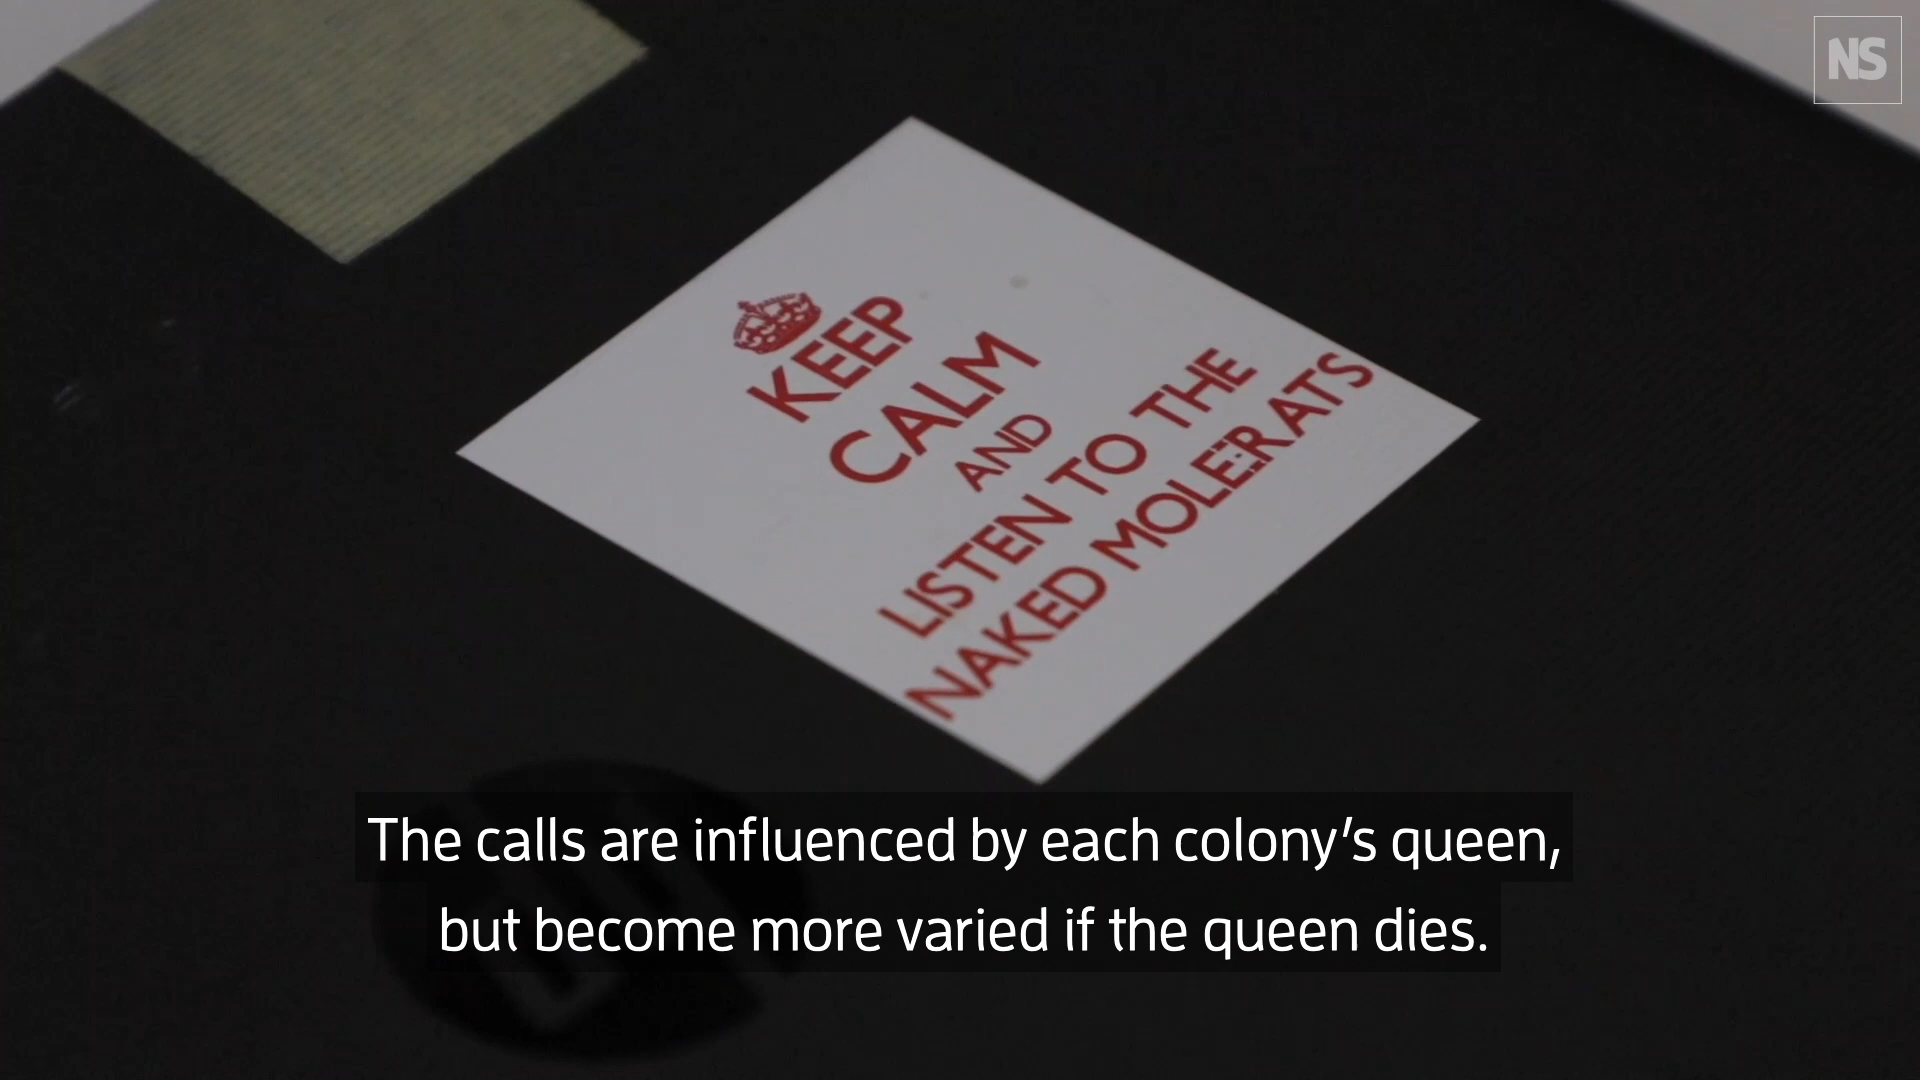 NS
KEEP
CALM
AND
LISTEN TO THE
NAKED MOLE-RATS
The calls are influenced by each colony's queen,
but become more varied if the queen dies.